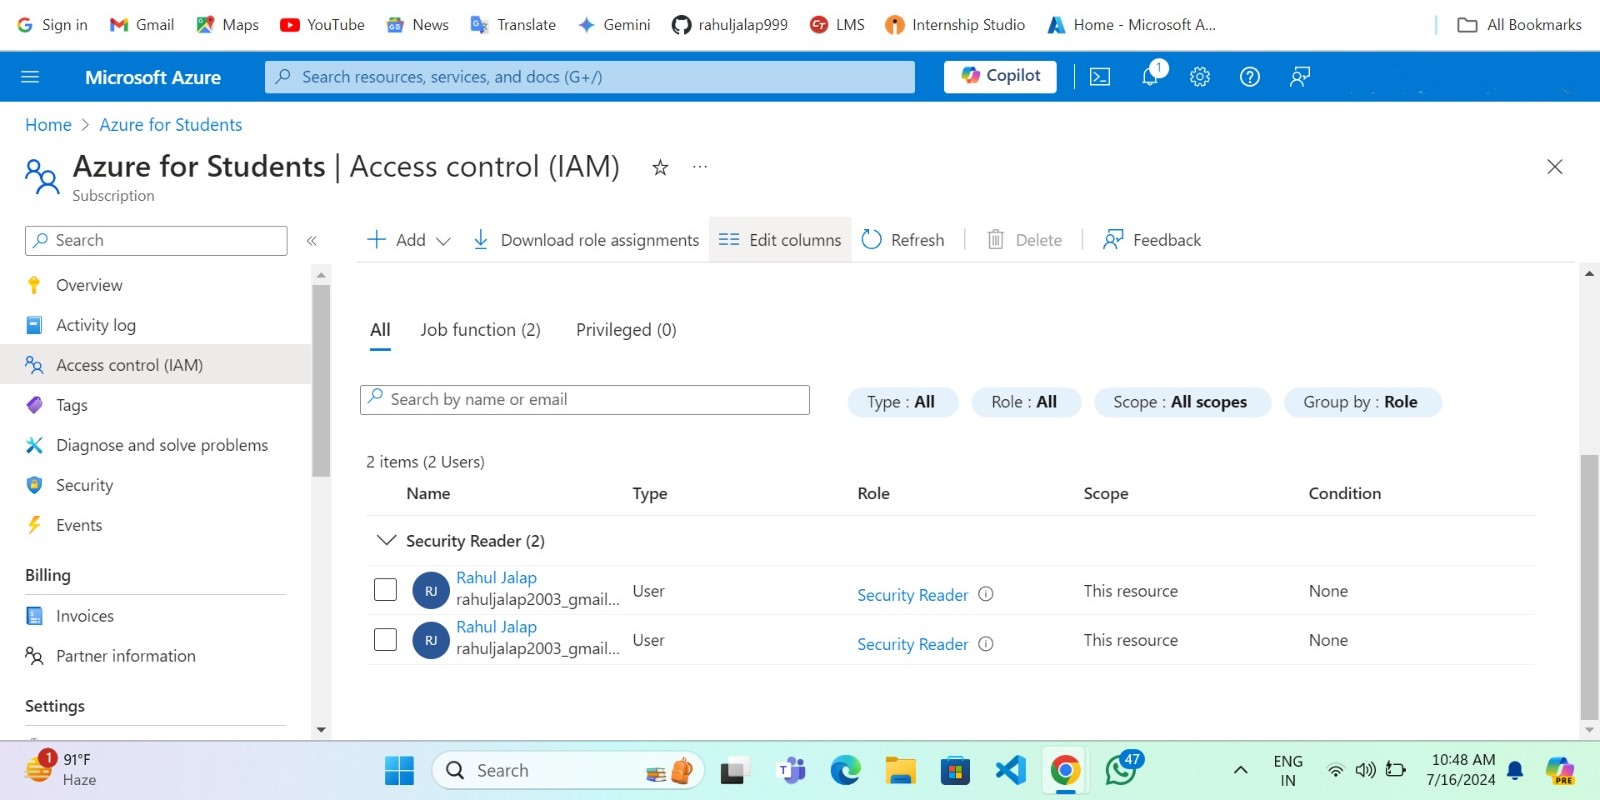 Sign in Gmail Maps YouTube News Translate Gemini rahuljalap999 LMS Internship Studio Home - Microsoft A... All Bookmarks
Microsoft Azure Search resources, services, and docs (G+/) Copilot 1
Home > Azure for Students
Azure for Students | Access control (IAM) ...
Subscription
Search «
Add Download role assignments Edit columns Refresh Delete Feedback
Overview
Activity log
Access control (IAM)
Tags
Diagnose and solve problems
Security
Events
Billing
Invoices
Partner information
Settings
All Job function (2) Privileged (0)
Search by name or email Type : All Role : All Scope : All scopes Group by : Role
2 items (2 Users)
Name Type Role Scope Condition
Security Reader (2)
RJ Rahul Jalap
rahuljalap2003_gmail... User Security Reader This resource None
RJ Rahul Jalap
rahuljalap2003_gmail... User Security Reader This resource None
1 91°F
Haze
Search
47
ENG
IN
10:48 AM
7/16/2024
PRE